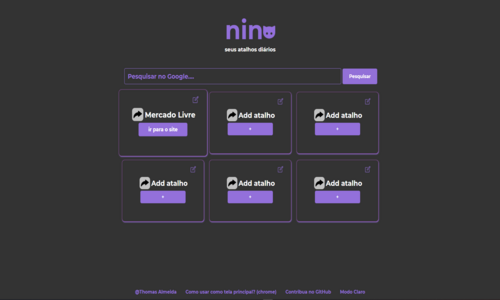 nino
seus atalhos diários
Pesquisar no Google...
Pesquisar
Mercado Livre
Ir para o site
Add atalho
+
Add atalho
+
Add atalho
+
Add atalho
+
Add atalho
+
@Thomas Almeida
Como usar como tela principal? (chrome)
Contribua no GitHub
Modo Claro